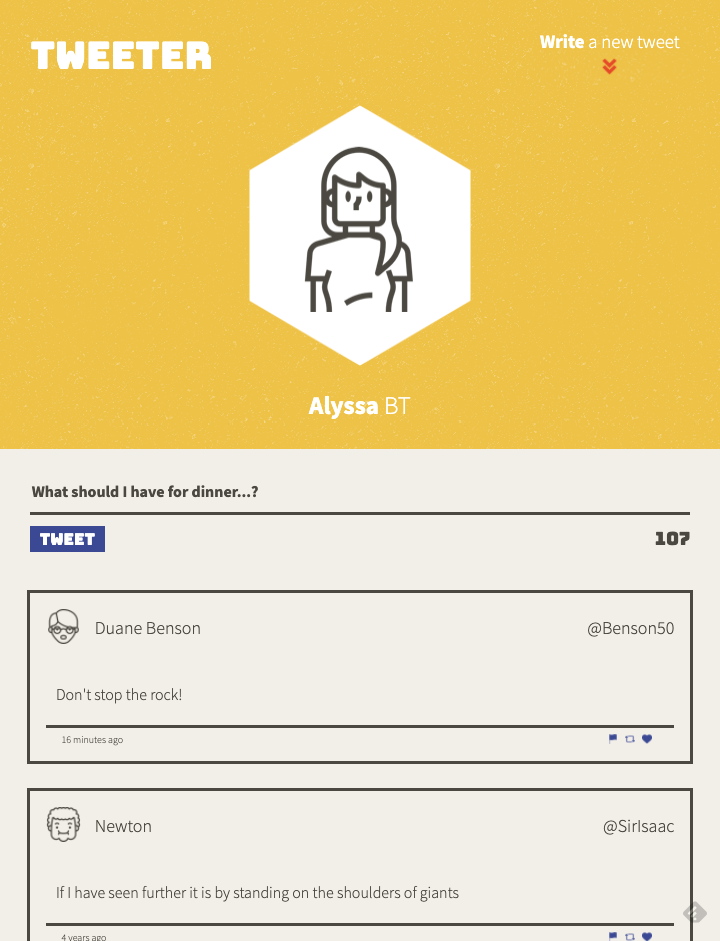 TWEETER
Write a new tweet
Alyssa BT
What should I have for dinner...?
TWEET
107
Duane Benson
@Benson50
Don't stop the rock!
16 minutes ago
Newton
@SirIsaac
If I have seen further it is by standing on the shoulders of giants
4 years ago